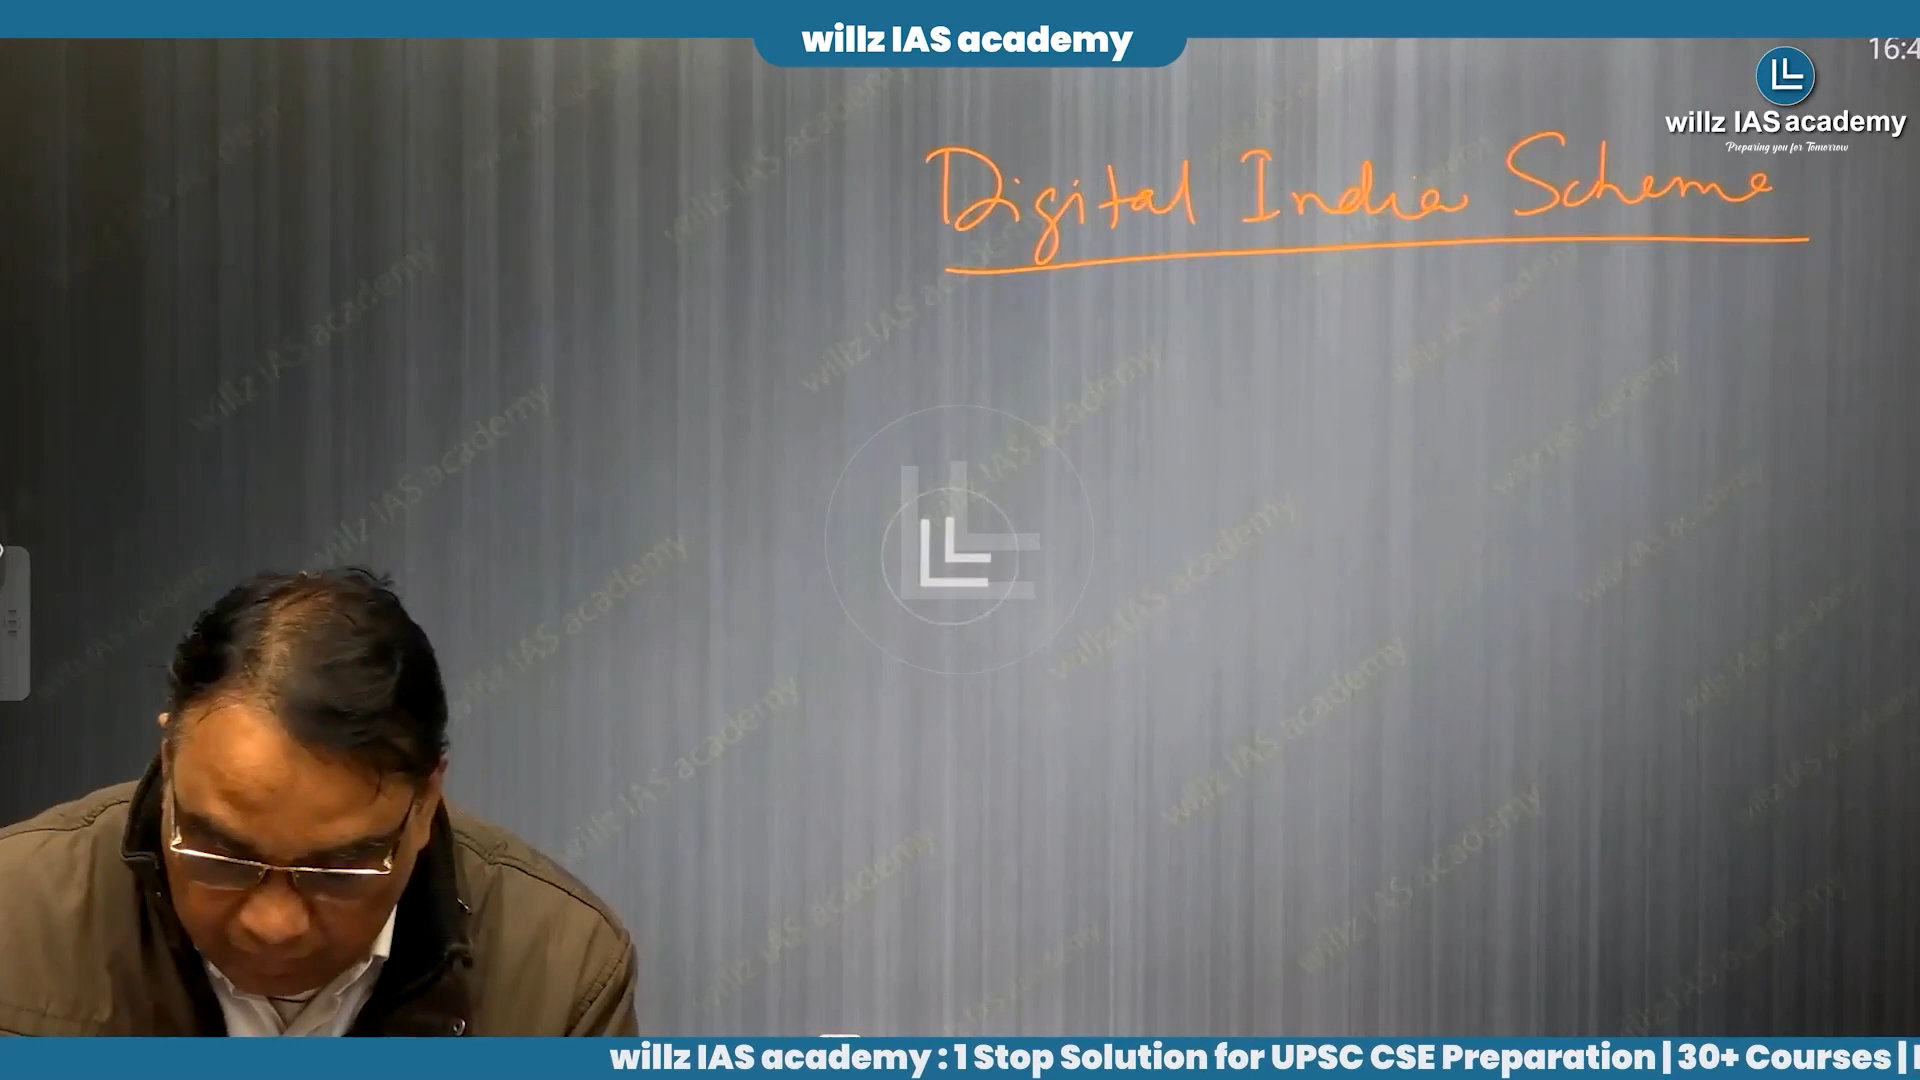 willz IAS academy
16:4
willz IAS academy
Preparing you for Tomorrow
Digital India Scheme
willz IAS academy : 1 Stop Solution for UPSC CSE Preparation | 30+ Courses |